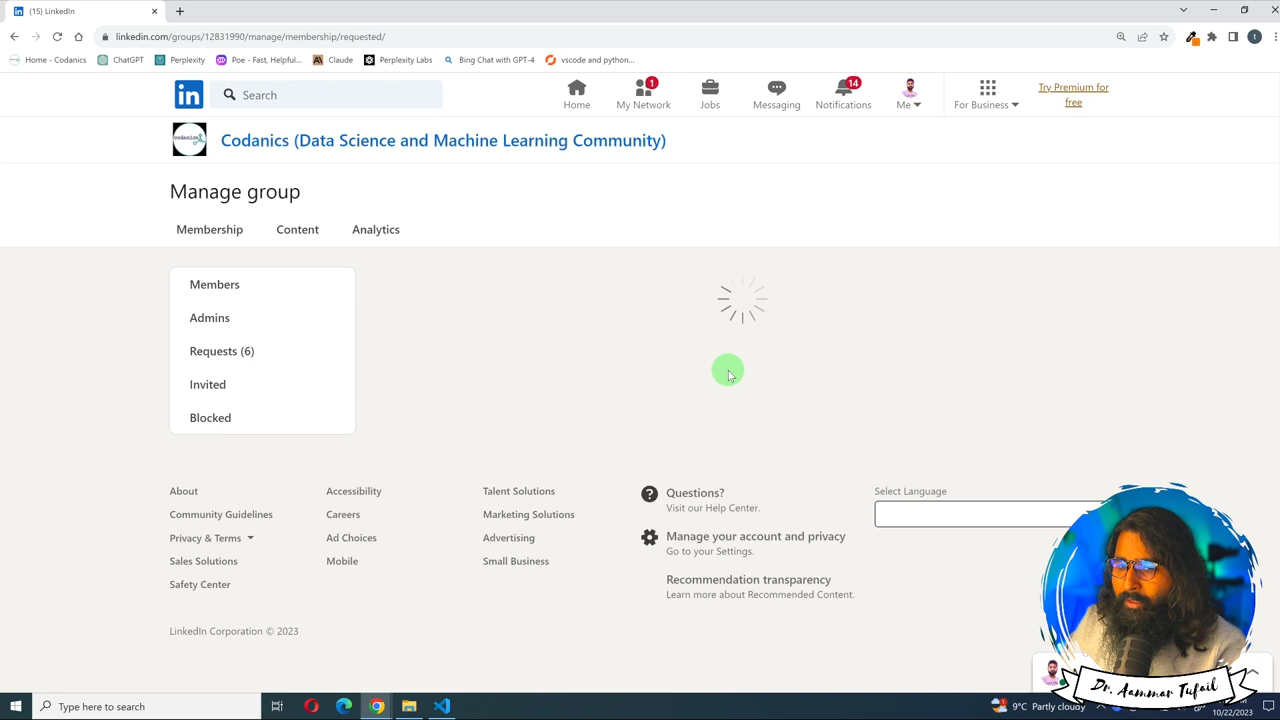 (15) LinkedIn
linkedin.com/groups/12831990/manage/membership/requested/
Home - Codanics
ChatGPT
Perplexity
Poe - Fast, Helpful...
Claude
Perplexity Labs
Bing Chat with GPT-4
vscode and python...
in
Search
Home
1
My Network
Jobs
Messaging
14
Notifications
Me
For Business
Try Premium for
free
codanics
Codanics (Data Science and Machine Learning Community)
Manage group
Membership
Content
Analytics
Members
Admins
Requests (6)
Invited
Blocked
About
Accessibility
Talent Solutions
Questions?
Visit our Help Center.
Select Language
Community Guidelines
Careers
Marketing Solutions
Privacy & Terms
Ad Choices
Advertising
Manage your account and privacy
Go to your Settings.
Sales Solutions
Mobile
Small Business
Safety Center
Recommendation transparency
Learn more about Recommended Content.
LinkedIn Corporation © 2023
Dr. Aammar Tufail
Type here to search
9°C Partly cloudy
10/22/2023